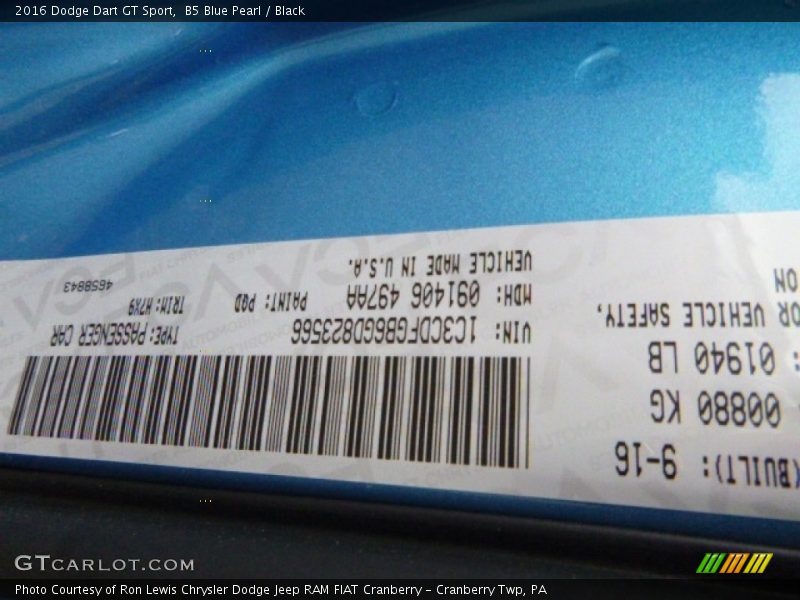 2016 Dodge Dart GT Sport, B5 Blue Pearl / Black
(BUILT): 9-16
00880 KG
: 01940 LB
OR VEHICLE SAFETY,
ON
VIN: 1C3CDFGB6GD823566
TYPE: PASSENGER CAR
MDH: 091406 497AA
PAINT: PQD
TRIM: H7X9
VEHICLE MADE IN U.S.A.
4658843
GTCARLOT.COM
Photo Courtesy of Ron Lewis Chrysler Dodge Jeep RAM FIAT Cranberry - Cranberry Twp, PA